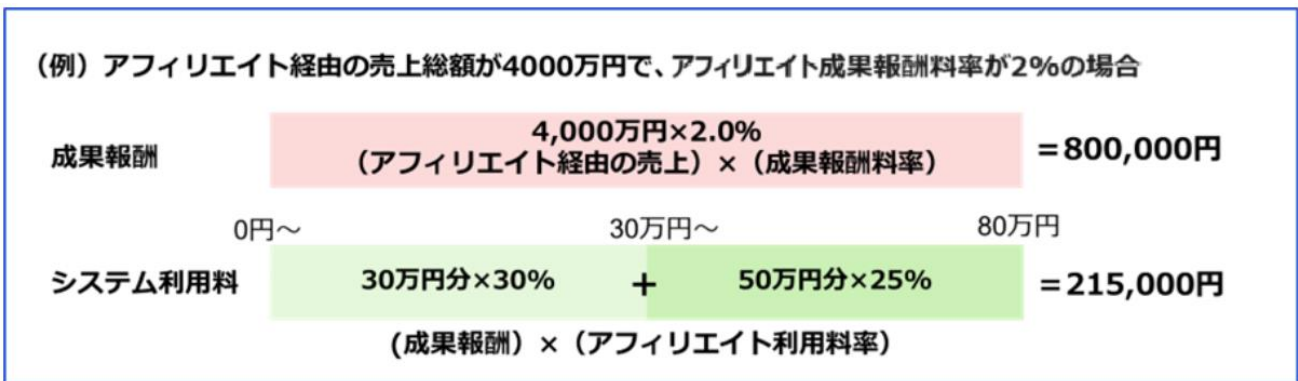 （例）アフィリエイト経由の売上総額が4000万円で、アフィリエイト成果報酬料率が2%の場合
成果報酬
4,000万円×2.0%
（アフィリエイト経由の売上）×（成果報酬料率）
＝800,000円
0円～
30万円～
80万円
システム利用料
30万円分×30%
+
50万円分×25%
＝215,000円
(成果報酬）×（アフィリエイト利用料率）